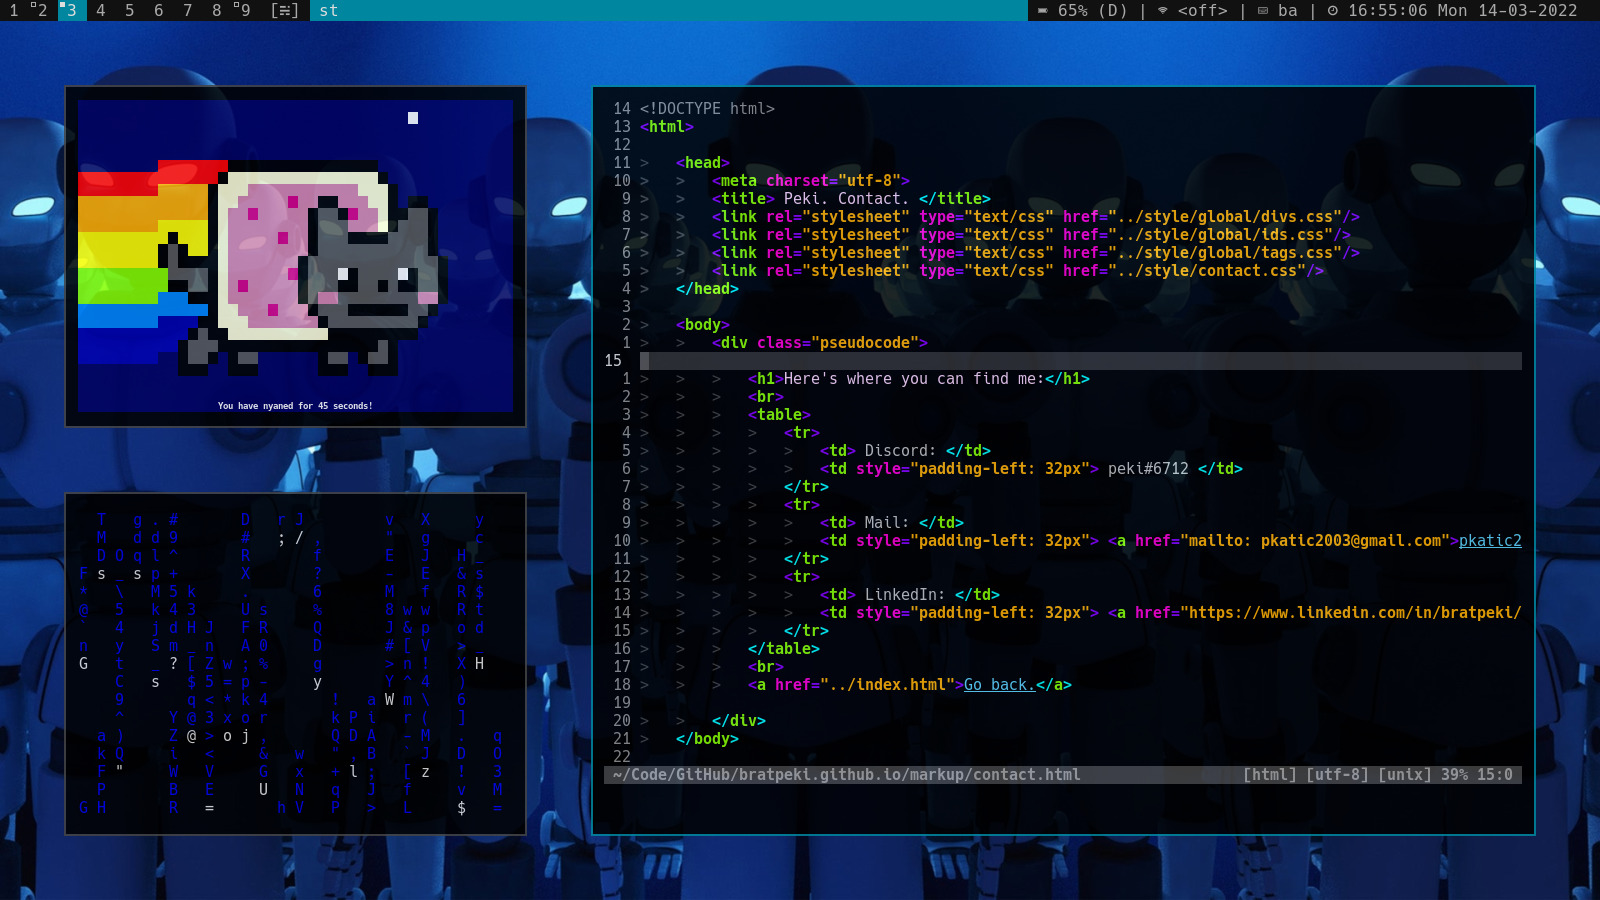 1 2 3 4 5 6 7 8 9 [] st 65% (D) | <off> | ba | 16:55:06 Mon 14-03-2022
You have nyaned for 45 seconds!
14 <!DOCTYPE html>
13 <html>
12
11 > <head>
10 > > <meta charset="utf-8">
9 > > <title> Peki. Contact. </title>
8 > > <link rel="stylesheet" type="text/css" href="../style/global/divs.css"/>
7 > > <link rel="stylesheet" type="text/css" href="../style/global/ids.css"/>
6 > > <link rel="stylesheet" type="text/css" href="../style/global/tags.css"/>
5 > > <link rel="stylesheet" type="text/css" href="../style/contact.css"/>
4 > </head>
3
2 > <body>
1 > > <div class="pseudocode">
15
1 > > > <h1>Here's where you can find me:</h1>
2 > > > <br>
3 > > > <table>
4 > > > > <tr>
5 > > > > > <td> Discord: </td>
6 > > > > > <td style="padding-left: 32px"> peki#6712 </td>
7 > > > > </tr>
8 > > > > <tr>
9 > > > > > <td> Mail: </td>
10 > > > > > <td style="padding-left: 32px"> <a href="mailto: pkatic2003@gmail.com">pkatic2
11 > > > > </tr>
12 > > > > <tr>
13 > > > > > <td> LinkedIn: </td>
14 > > > > > <td style="padding-left: 32px"> <a href="https://www.linkedin.com/in/bratpeki/
15 > > > > </tr>
16 > > > </table>
17 > > > <br>
18 > > > <a href="../index.html">Go back.</a>
19
20 > > </div>
21 > </body>
22
~/Code/GitHub/bratpeki.github.io/markup/contact.html [html] [utf-8] [unix] 39% 15:0